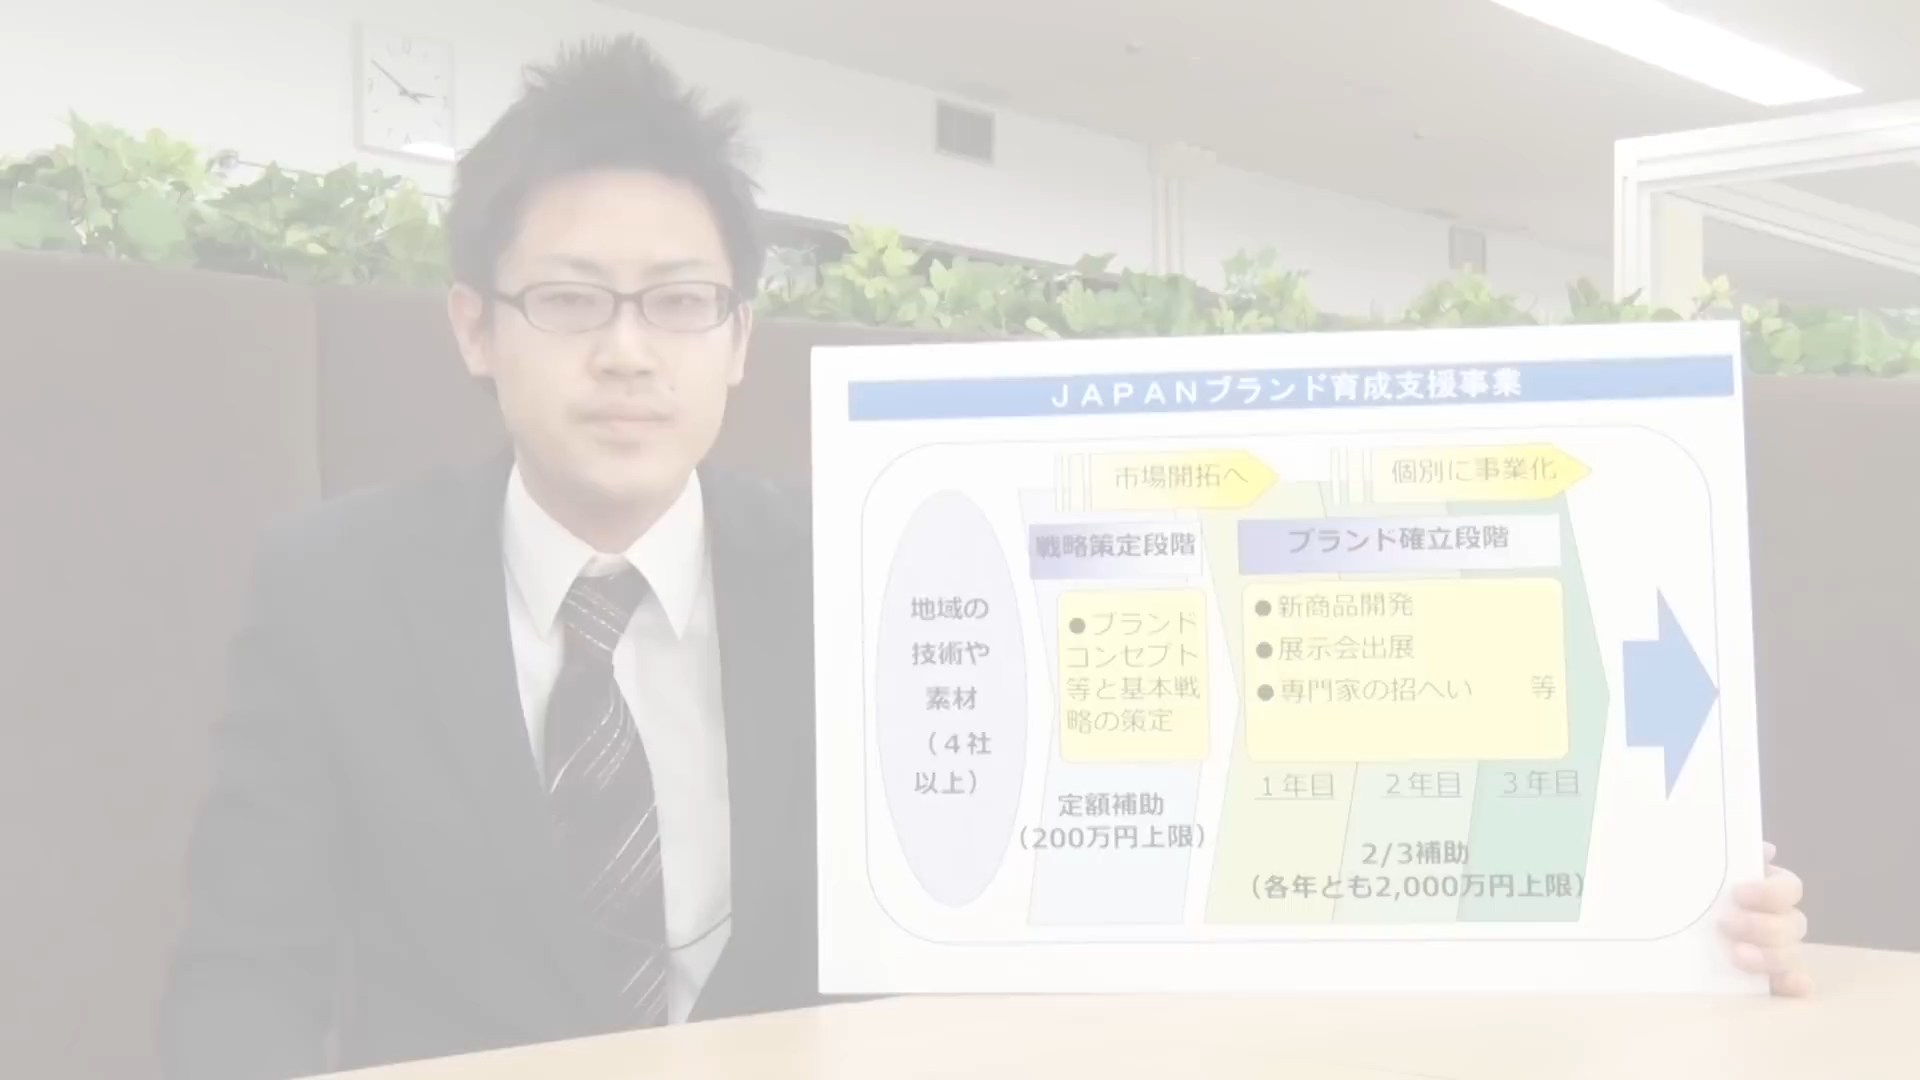 JAPANブランド育成支援事業
市場開拓へ
個別に事業化
戦略策定段階
ブランド確立段階
地域の
技術や
素材
（４社
以上）
●ブランド
コンセプト
等と基本戦
略の策定
●新商品開発
●展示会出展
●専門家の招へい　等
１年目
２年目
３年目
定額補助
（200万円上限）
2/3補助
（各年とも2,000万円上限）